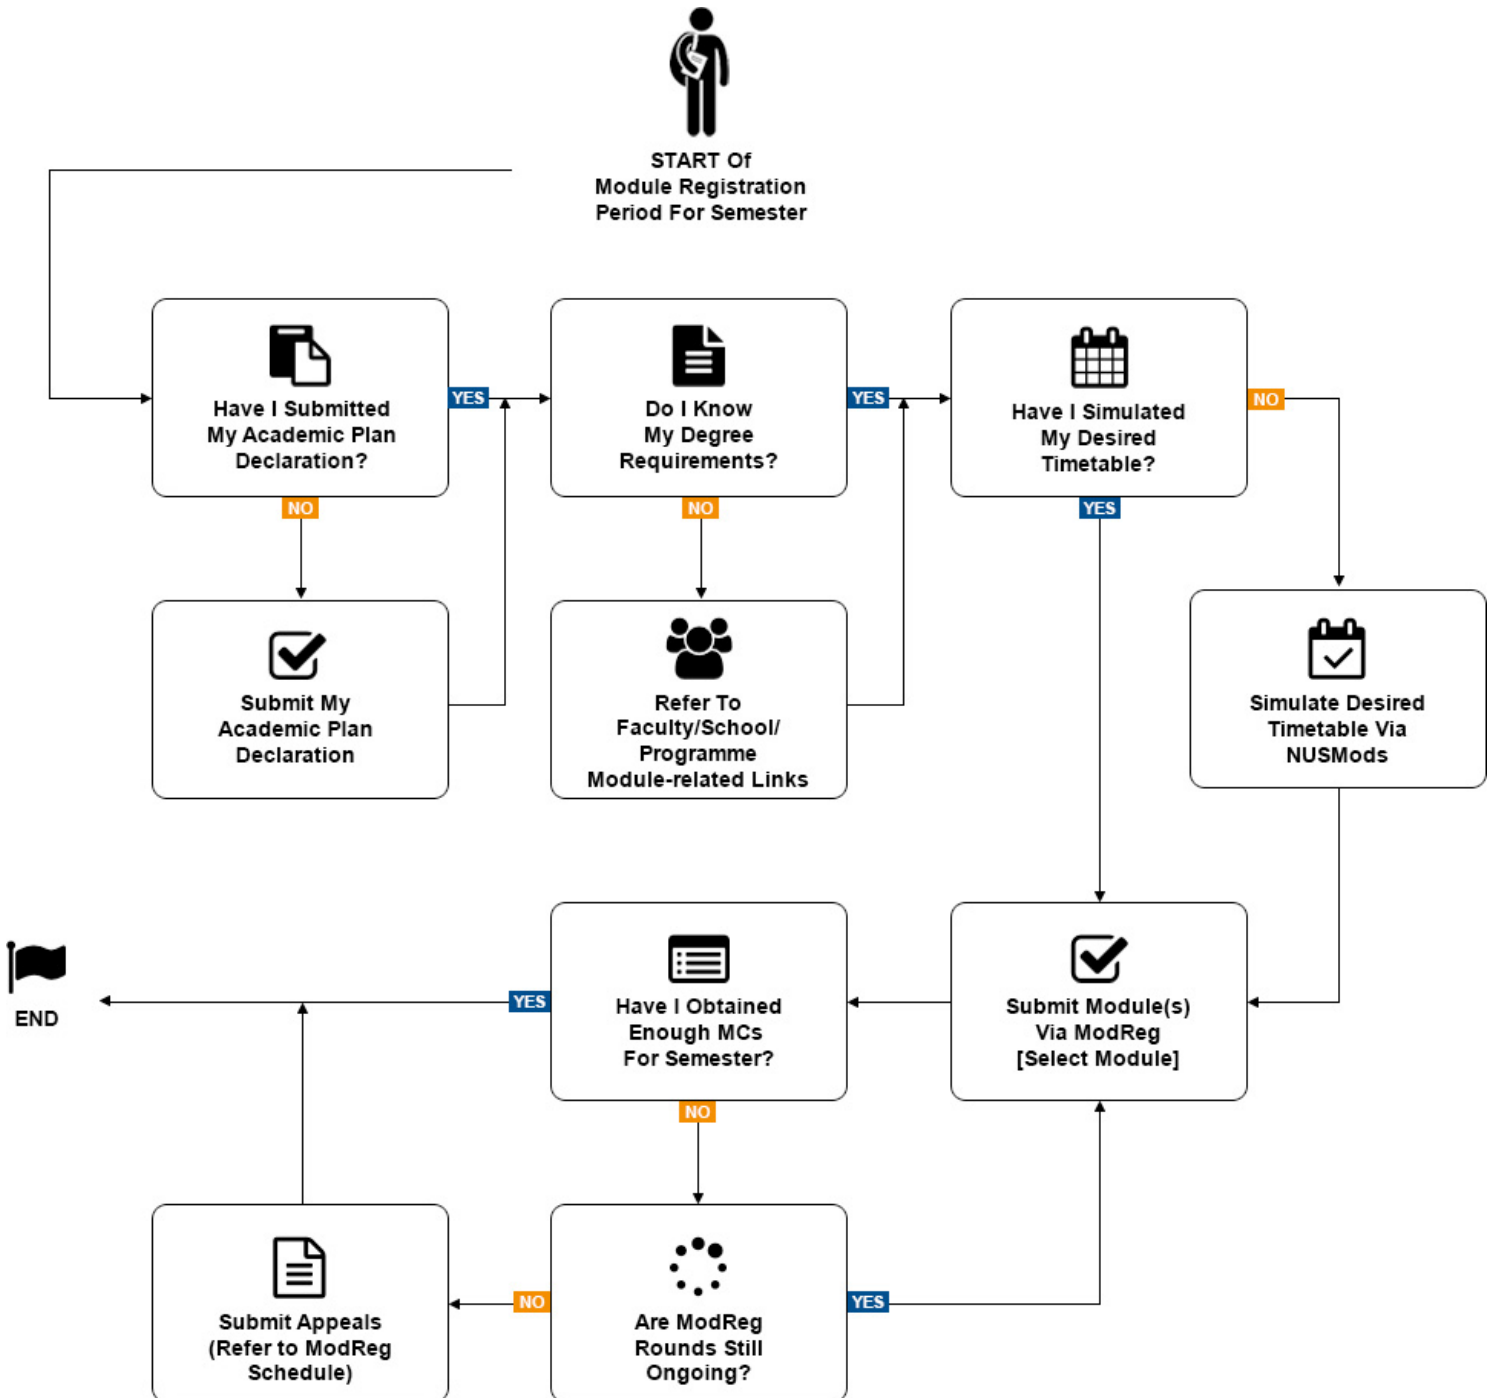 START Of
Module Registration
Period For Semester
Have I Submitted
My Academic Plan
Declaration?
YES
NO
Do I Know
My Degree
Requirements?
YES
NO
Have I Simulated
My Desired
Timetable?
NO
YES
Submit My
Academic Plan
Declaration
Refer To
Faculty/School/
Programme
Module-related Links
Simulate Desired
Timetable Via
NUSMods
END
YES
Have I Obtained
Enough MCs
For Semester?
NO
Submit Module(s)
Via ModReg
[Select Module]
Submit Appeals
(Refer to ModReg
Schedule)
NO
Are ModReg
Rounds Still
Ongoing?
YES